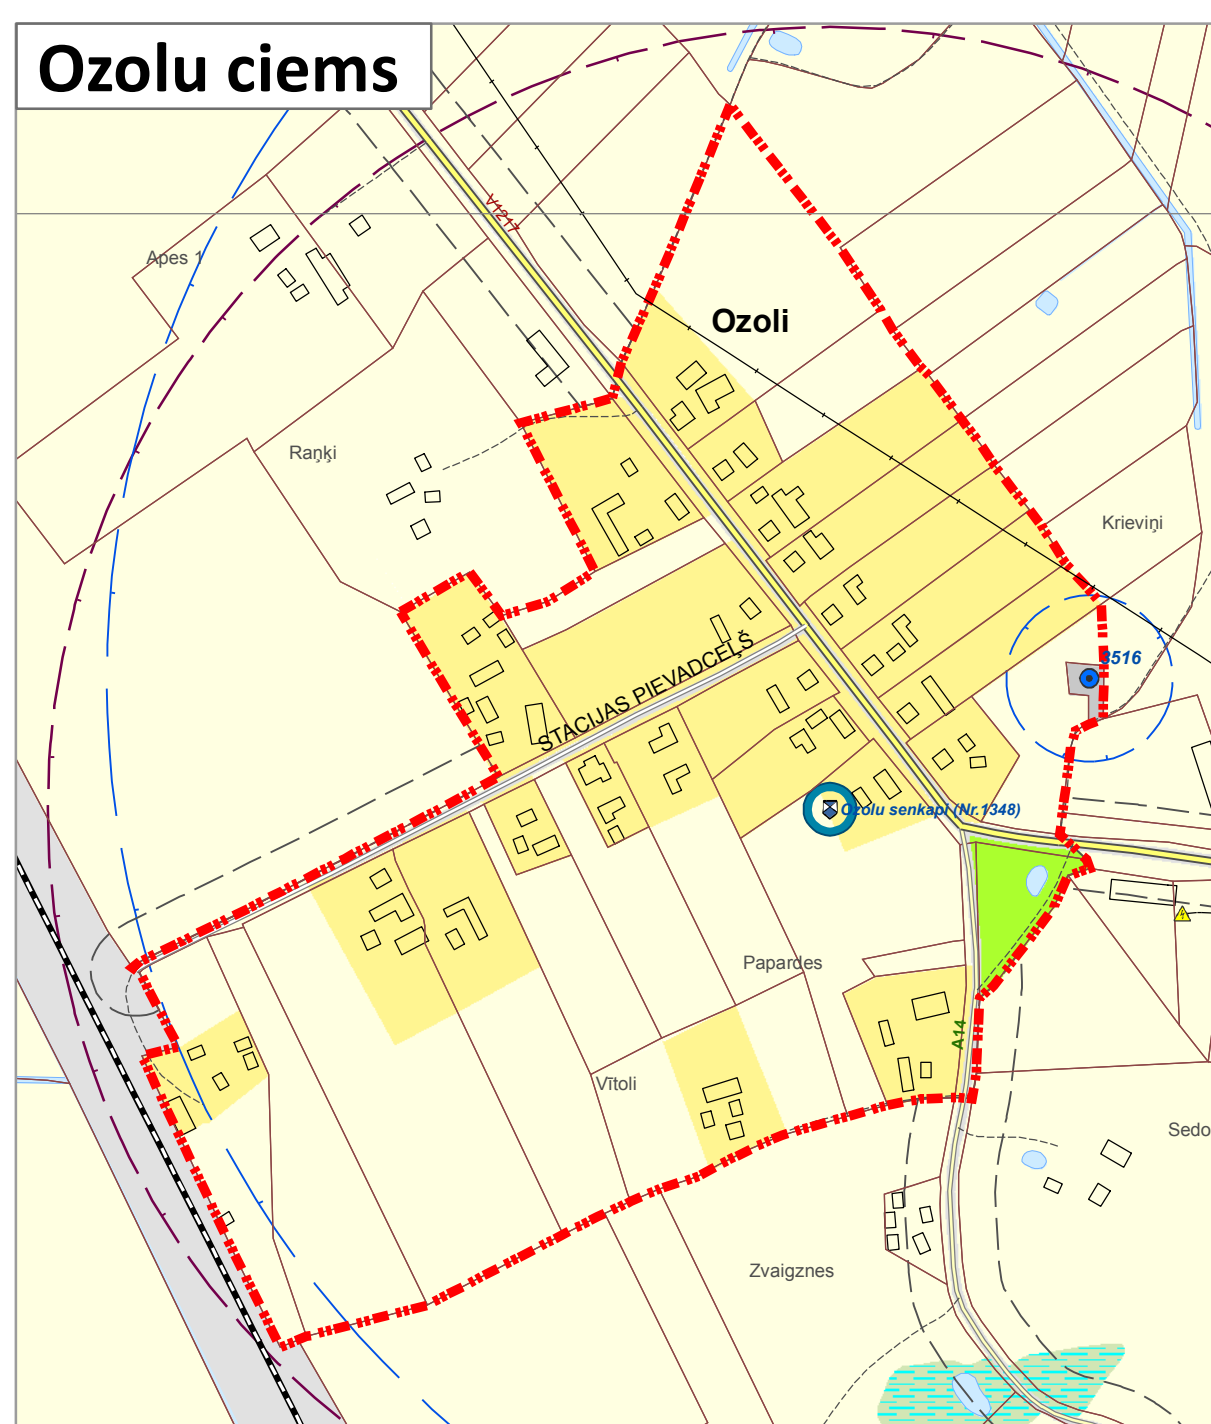 Ozolu ciems
V1217
Apes 1
Ozoli
Raņķi
Krieviņi
3516
STACIJAS PIEVADCEĻŠ
Ozolu senkapi (Nr.1348)
Papardes
A14
Vītoli
Sedo
Zvaigznes